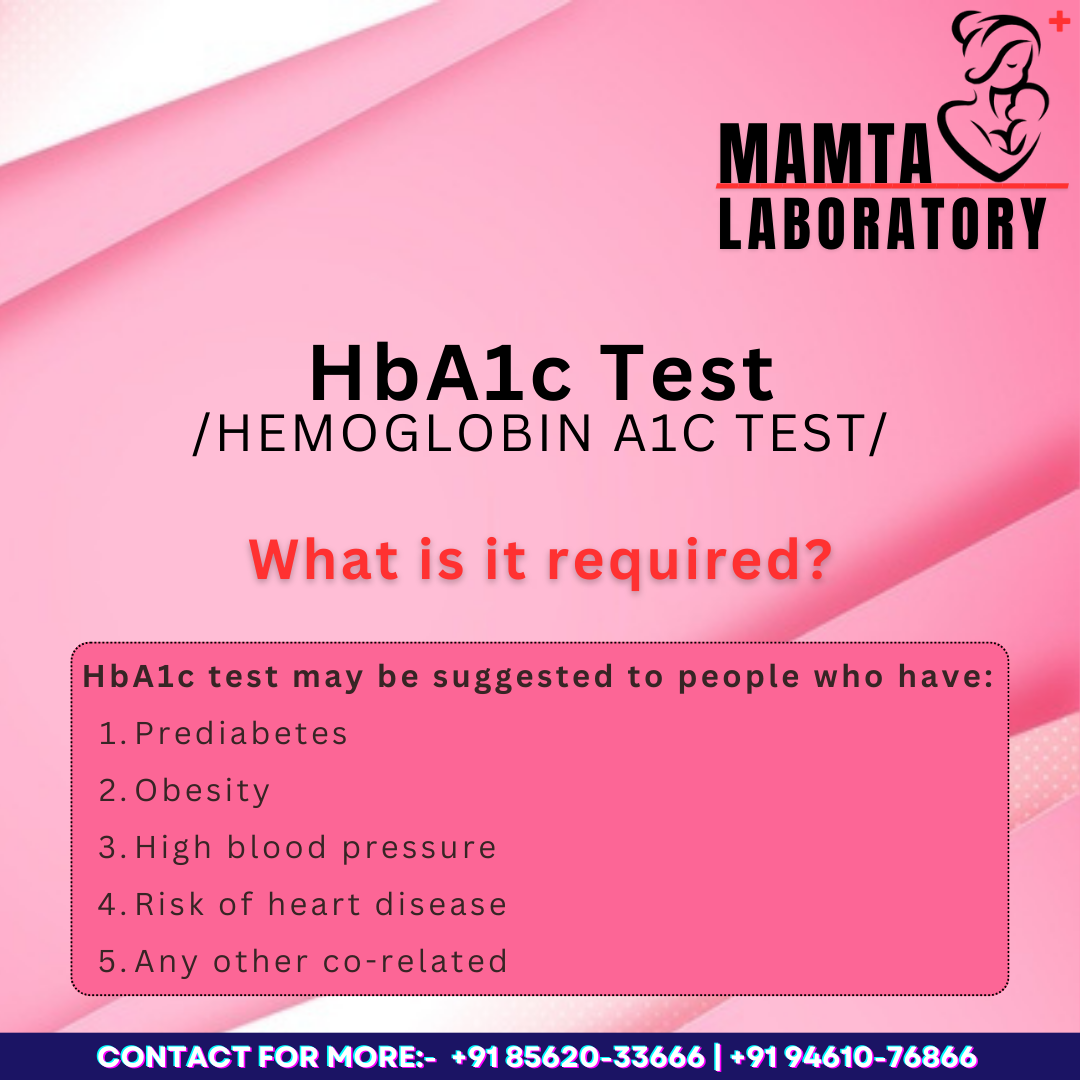 MAMTA
LABORATORY
HbA1c Test
/HEMOGLOBIN A1C TEST/
What is it required?
HbA1c test may be suggested to people who have:
1. Prediabetes
2. Obesity
3. High blood pressure
4. Risk of heart disease
5. Any other co-related
CONTACT FOR MORE:- +91 85620-33666 | +91 94610-76866